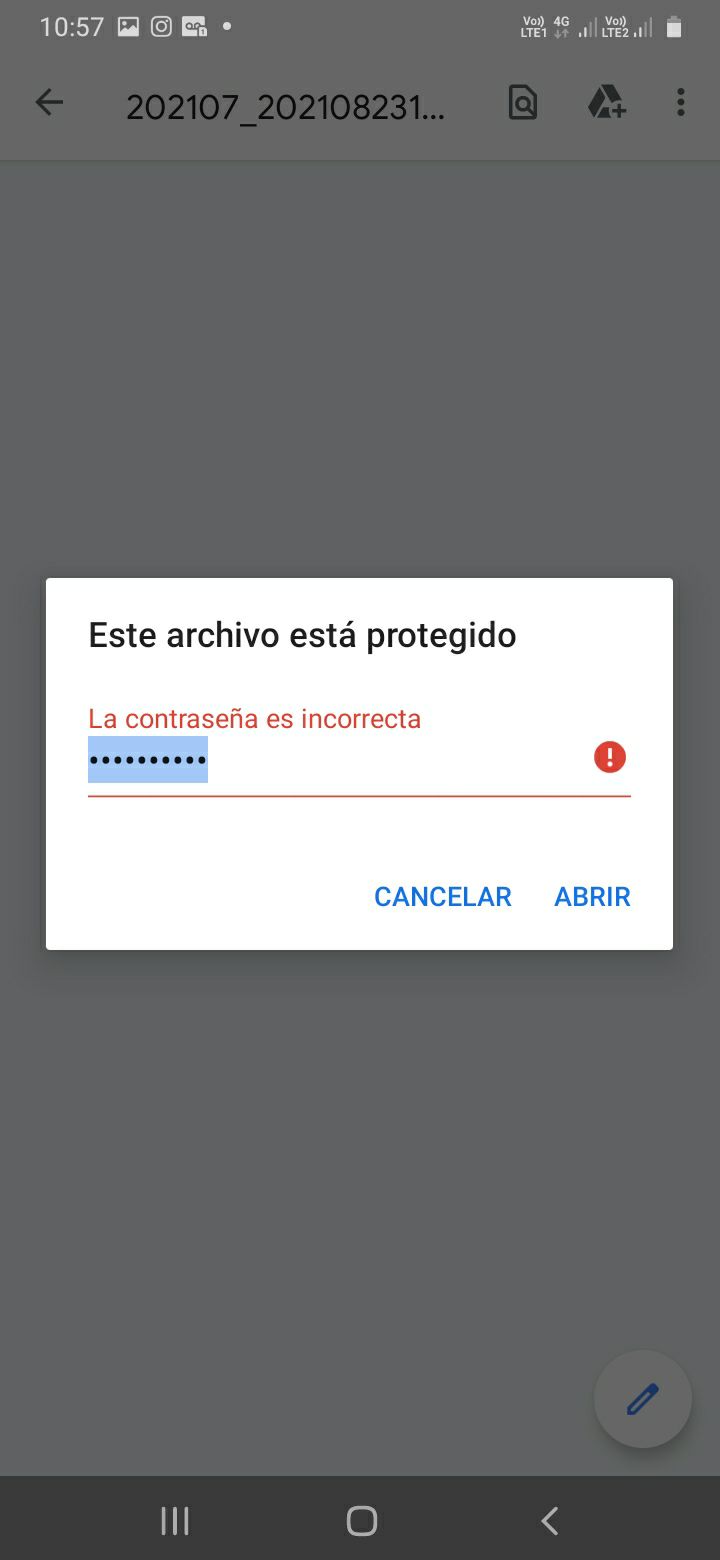 10:57
Vo) 4G Vo)
LTE1 LTE2
202107_202108231...
Este archivo está protegido
La contraseña es incorrecta
••••••••••
CANCELAR ABRIR